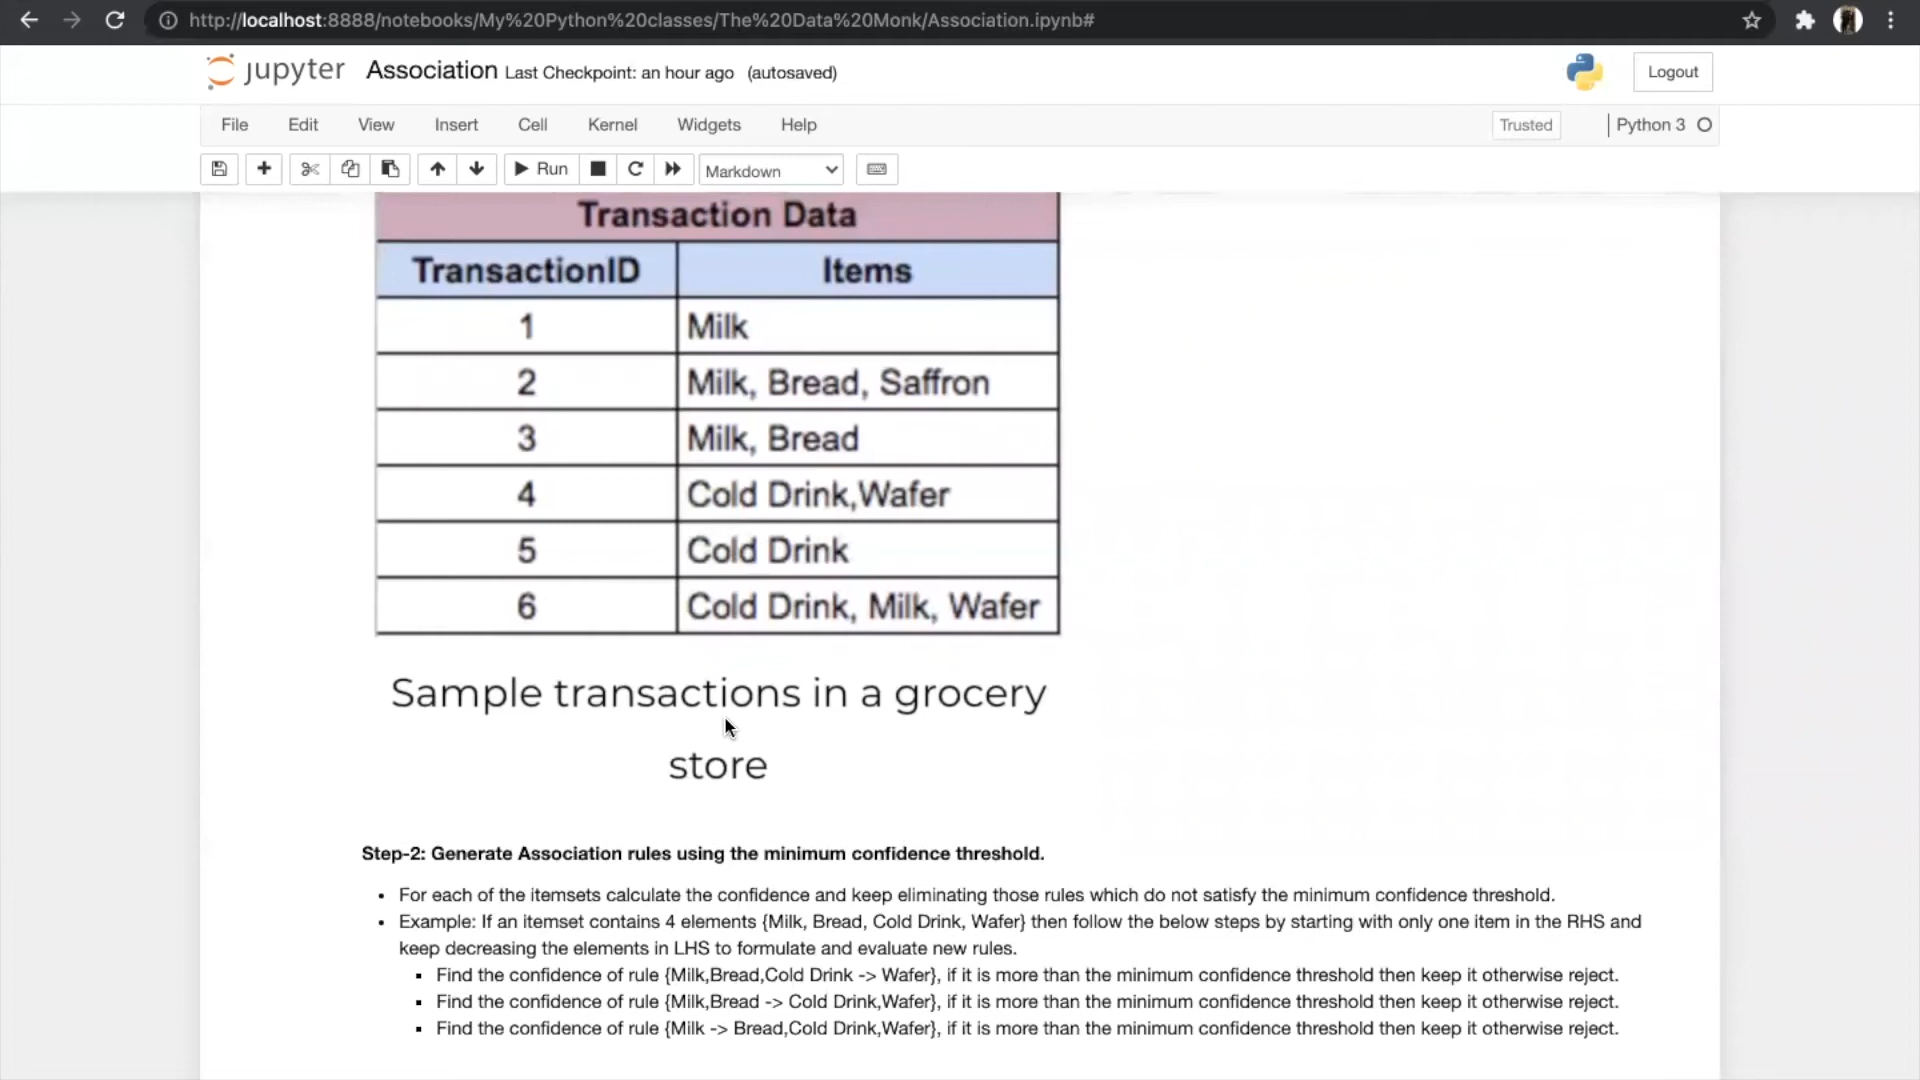 http://localhost:8888/notebooks/My%20Python%20classes/The%20Data%20Monk/Association.ipynb#
jupyter Association Last Checkpoint: an hour ago (autosaved)
Logout
File Edit View Insert Cell Kernel Widgets Help
Trusted
Python 3
Run
Markdown
Transaction Data
TransactionID Items
1 Milk
2 Milk, Bread, Saffron
3 Milk, Bread
4 Cold Drink,Wafer
5 Cold Drink
6 Cold Drink, Milk, Wafer
Sample transactions in a grocery
store
Step-2: Generate Association rules using the minimum confidence threshold.
• For each of the itemsets calculate the confidence and keep eliminating those rules which do not satisfy the minimum confidence threshold.
• Example: If an itemset contains 4 elements {Milk, Bread, Cold Drink, Wafer} then follow the below steps by starting with only one item in the RHS and
keep decreasing the elements in LHS to formulate and evaluate new rules.
▪ Find the confidence of rule {Milk,Bread,Cold Drink -> Wafer}, if it is more than the minimum confidence threshold then keep it otherwise reject.
▪ Find the confidence of rule {Milk,Bread -> Cold Drink,Wafer}, if it is more than the minimum confidence threshold then keep it otherwise reject.
▪ Find the confidence of rule {Milk -> Bread,Cold Drink,Wafer}, if it is more than the minimum confidence threshold then keep it otherwise reject.